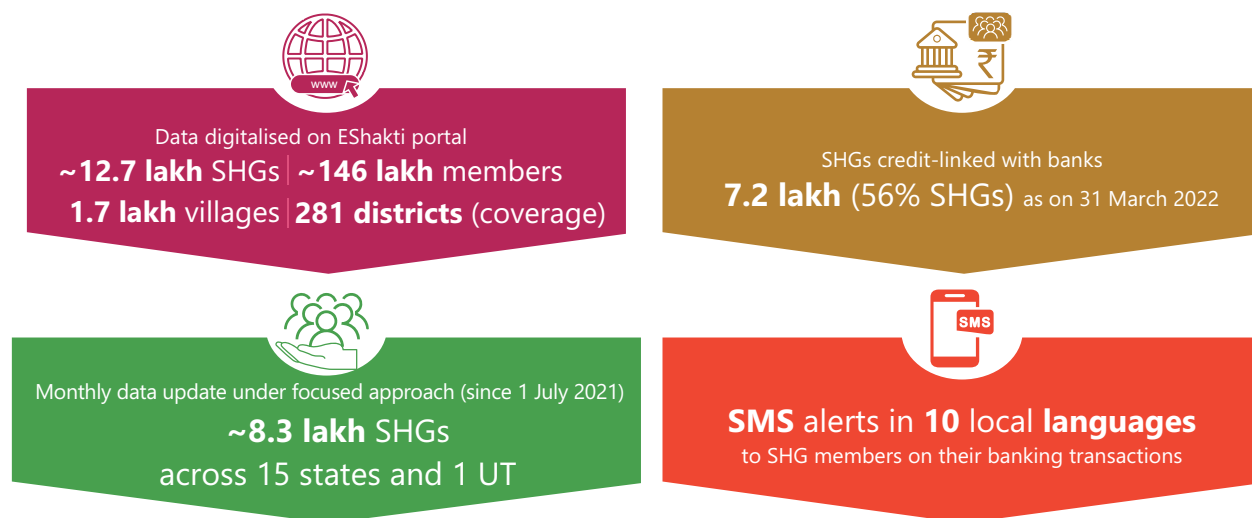 www
Data digitalised on EShakti portal
~12.7 lakh SHGs | ~146 lakh members
1.7 lakh villages | 281 districts (coverage)
₹
SHGs credit-linked with banks
7.2 lakh (56% SHGs) as on 31 March 2022
Monthly data update under focused approach (since 1 July 2021)
~8.3 lakh SHGs
across 15 states and 1 UT
SMS
SMS alerts in 10 local languages
to SHG members on their banking transactions